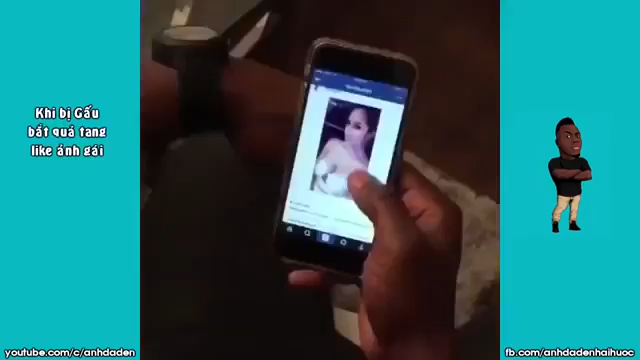 Khi bị Gấu
bắt quả tang
like ảnh gái
youtube.com/c/anhdaden
fb.com/anhdadenhaihuoc